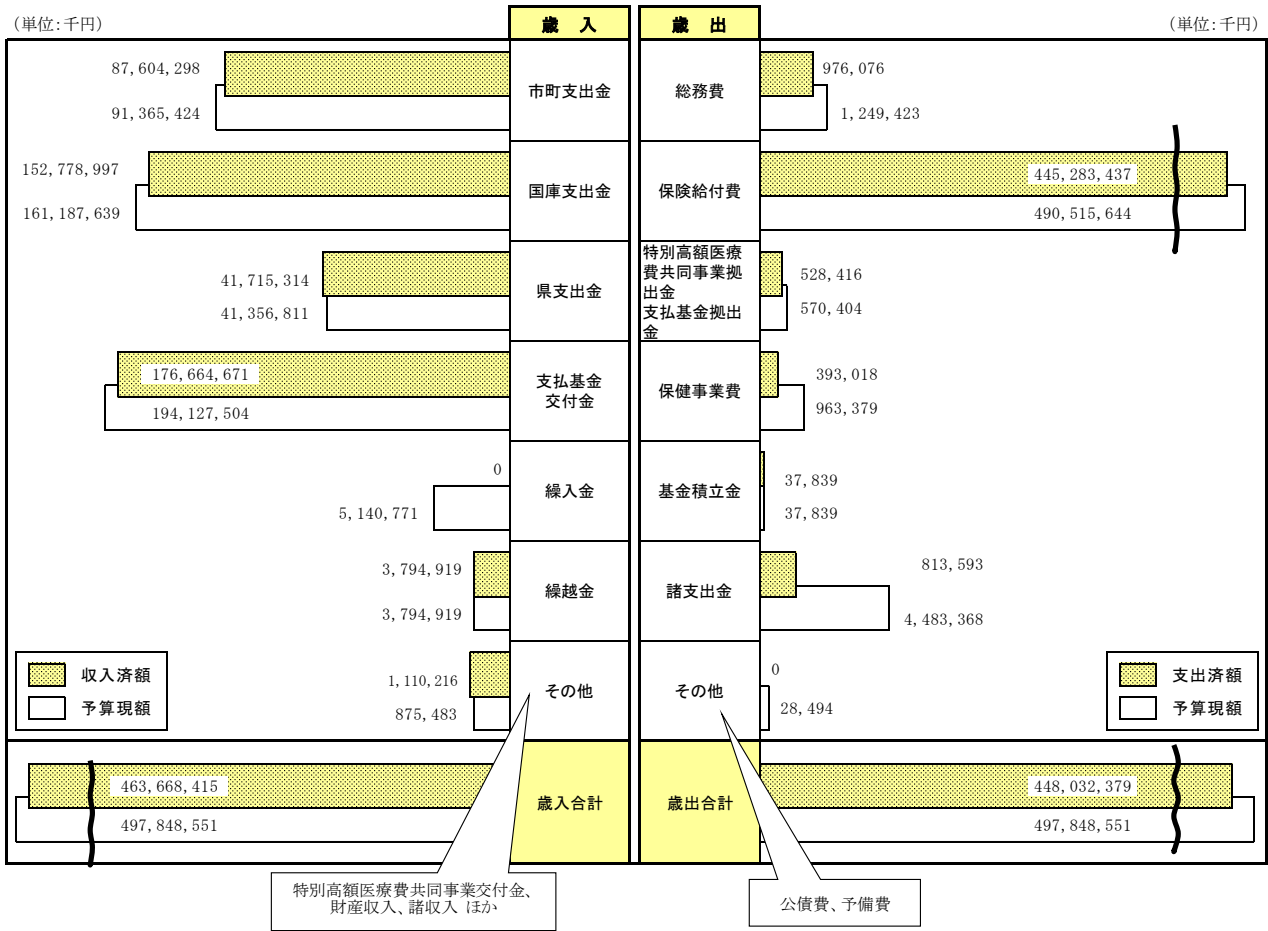 （単位：千円）
歳　入
歳　出
（単位：千円）
87,604,298
91,365,424
市町支出金
総務費
976,076
1,249,423
152,778,997
161,187,639
国庫支出金
保険給付費
445,283,437
490,515,644
41,715,314
41,356,811
県支出金
特別高額医療
費共同事業拠
出金
支払基金拠出
金
528,416
570,404
176,664,671
194,127,504
支払基金
交付金
保健事業費
393,018
963,379
0
5,140,771
繰入金
基金積立金
37,839
37,839
3,794,919
3,794,919
繰越金
諸支出金
813,593
4,483,368
収入済額
予算現額
1,110,216
875,483
その他
その他
0
28,494
支出済額
予算現額
463,668,415
497,848,551
歳入合計
歳出合計
448,032,379
497,848,551
特別高額医療費共同事業交付金、
財産収入、諸収入 ほか
公債費、予備費